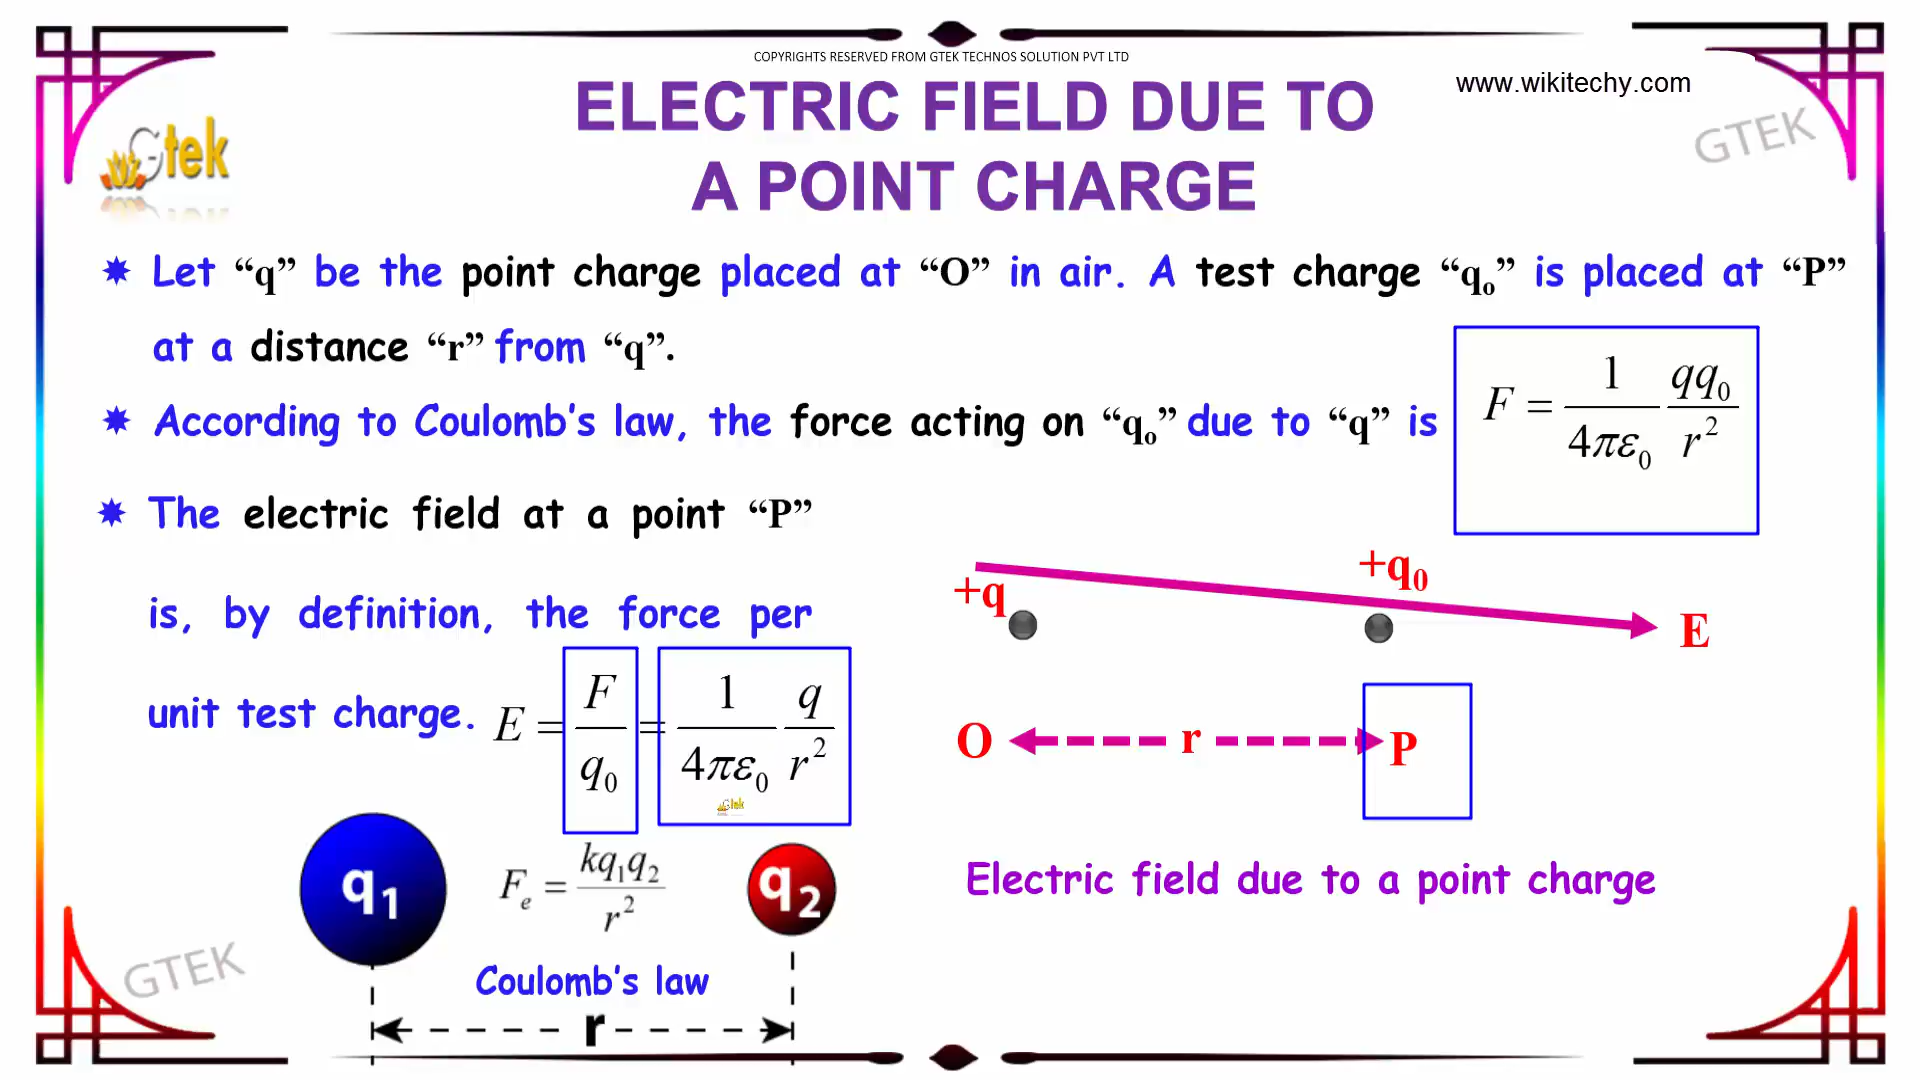 COPYRIGHTS RESERVED FROM GTEK TECHNOS SOLUTION PVT LTD
www.wikitechy.com
Gtek
GTEK
ELECTRIC FIELD DUE TO
A POINT CHARGE
✷ Let “q” be the point charge placed at “O” in air. A test charge “qₒ” is placed at “P”
at a distance “r” from “q”.
✷ According to Coulomb’s law, the force acting on “qₒ” due to “q” is
F = 1/(4πε₀) qq₀/r²
✷ The electric field at a point “P”
is, by definition, the force per
unit test charge.
E = F/q₀ = 1/(4πε₀) q/r²
Gtek
+q
+q₀
E
O
r
P
Electric field due to a point charge
q₁
Fₑ = kq₁q₂/r²
q₂
Coulomb’s law
r
GTEK